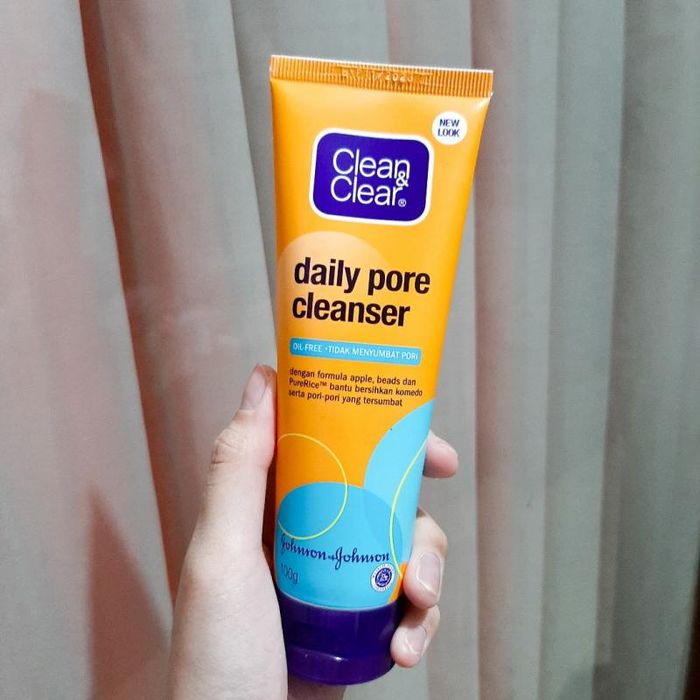 NEW
LOOK
Clean
&
Clear®
daily pore
cleanser
OIL-FREE • TIDAK MENYUMBAT PORI
dengan formula apple, beads dan
PureRice™ bantu bersihkan komedo
serta pori-pori yang tersumbat
Johnson & Johnson
100g